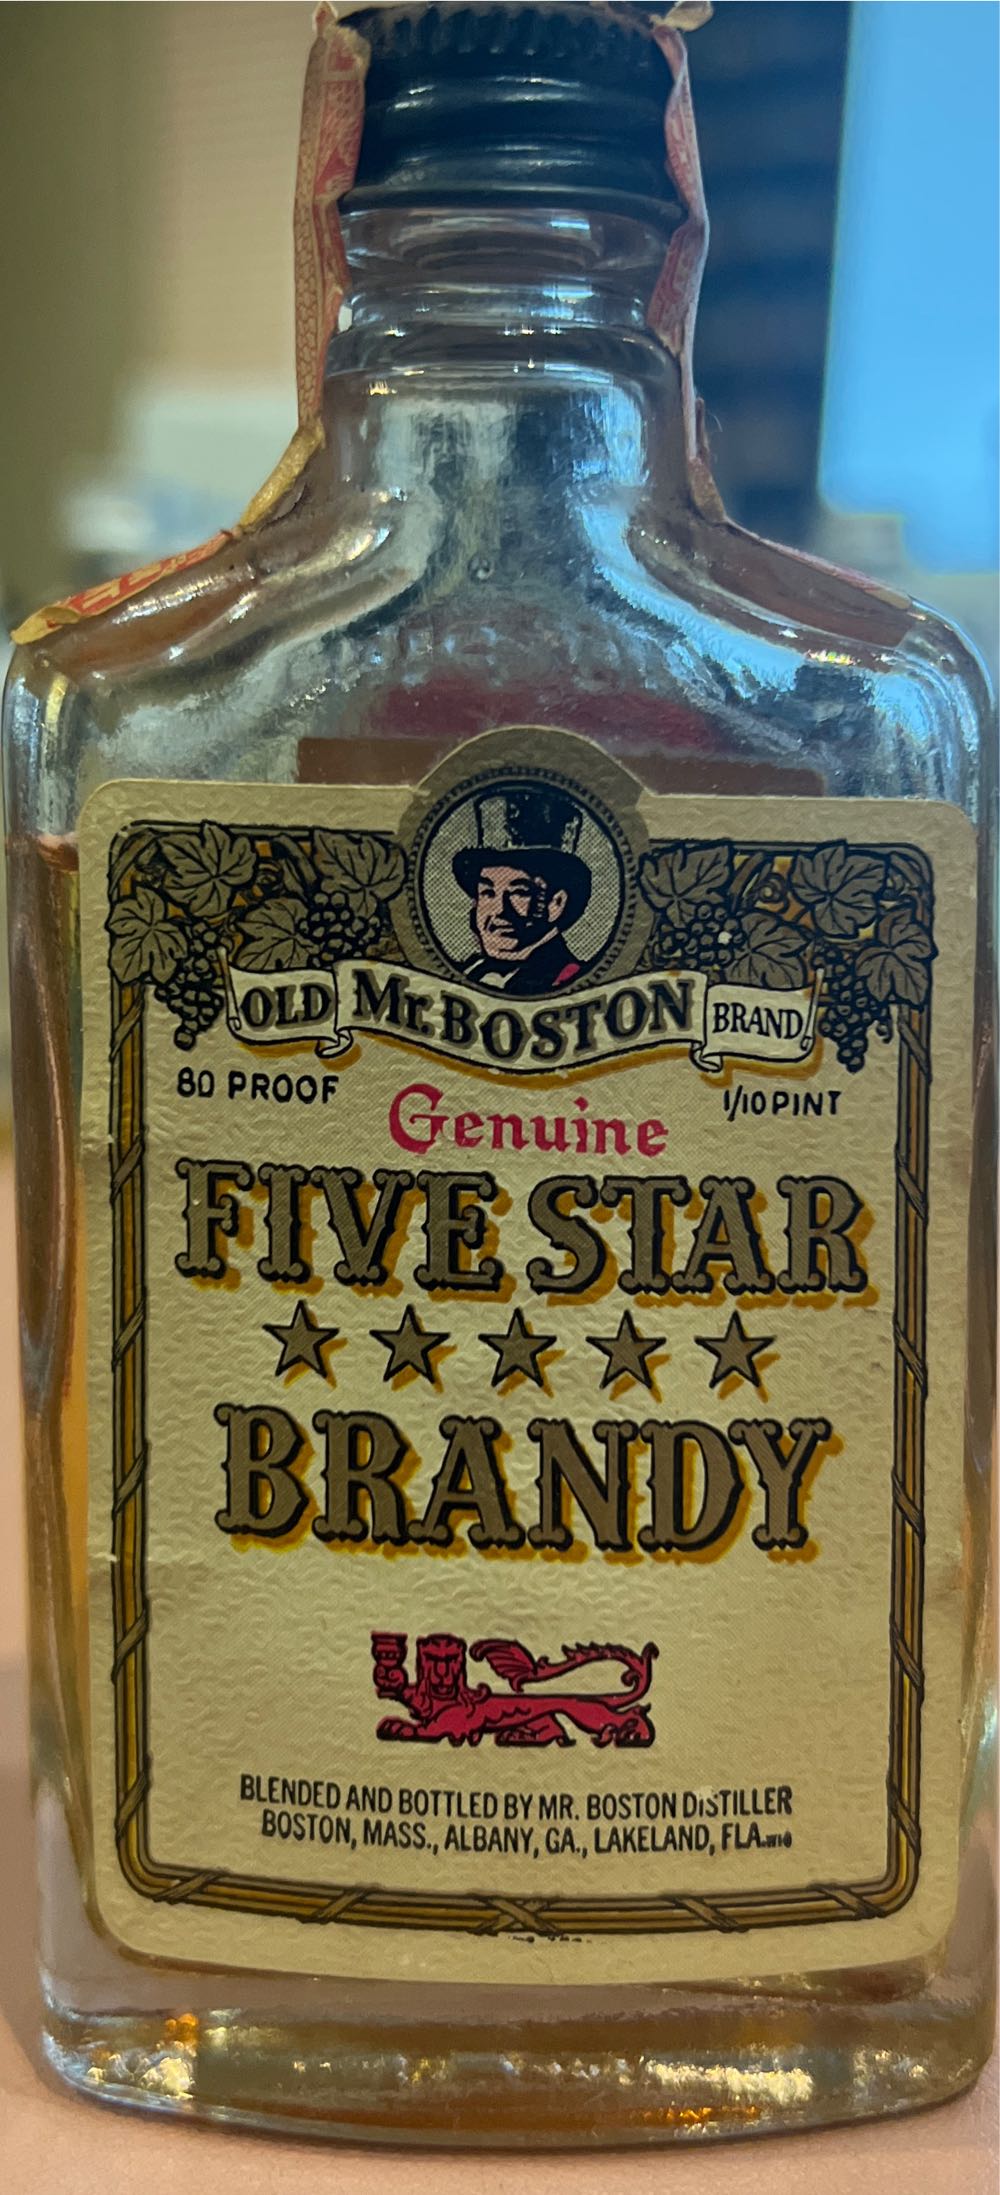 OLD Mr. BOSTON BRAND
80 PROOF 1/10 PINT
Genuine
FIVE STAR
BRANDY
BLENDED AND BOTTLED BY MR. BOSTON DISTILLER
BOSTON, MASS., ALBANY, GA., LAKELAND, FLA.